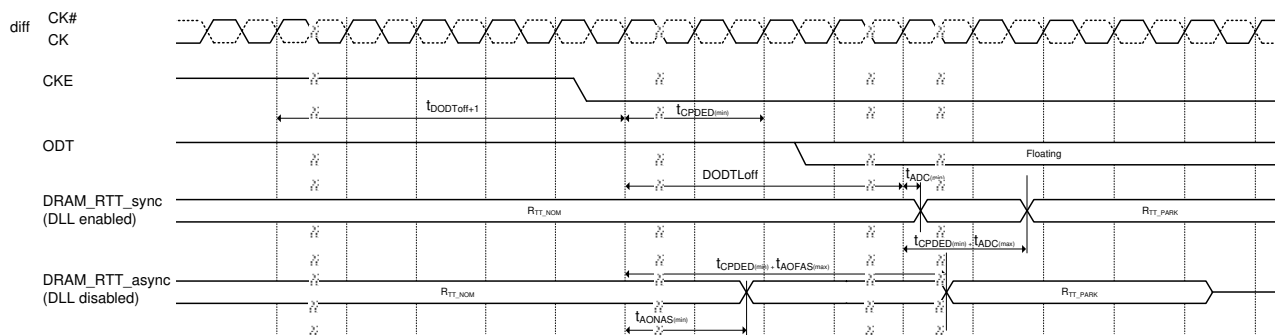 diff
CK#
CK
CKE
tDODToff+1
tCPDED(min)
ODT
Floating
DODTLoff
tADC(min)
DRAM_RTT_sync
(DLL enabled)
RTT_NOM
RTT_PARK
tCPDED(min) + tADC(max)
tCPDED(min) + tAOFAS(max)
DRAM_RTT_async
(DLL disabled)
RTT_NOM
RTT_PARK
tAONAS(min)